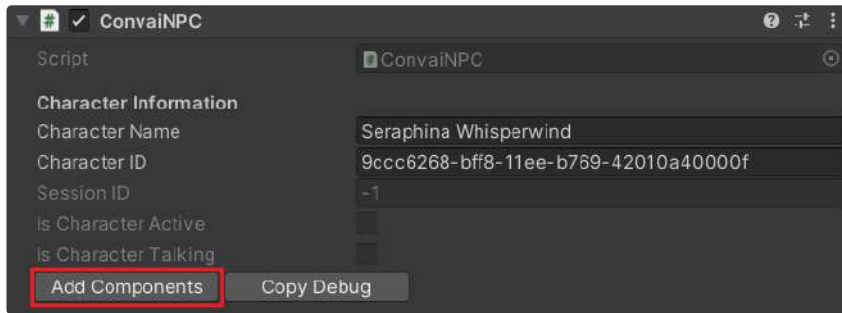 # ConvaiNPC
Script # ConvaiNPC
Character Information
Character Name Seraphina Whisperwind
Character ID 9ccc6268-bff8-11ee-b769-42010a40000f
Session ID -1
Is Character Active
Is Character Talking
Add Components Copy Debug